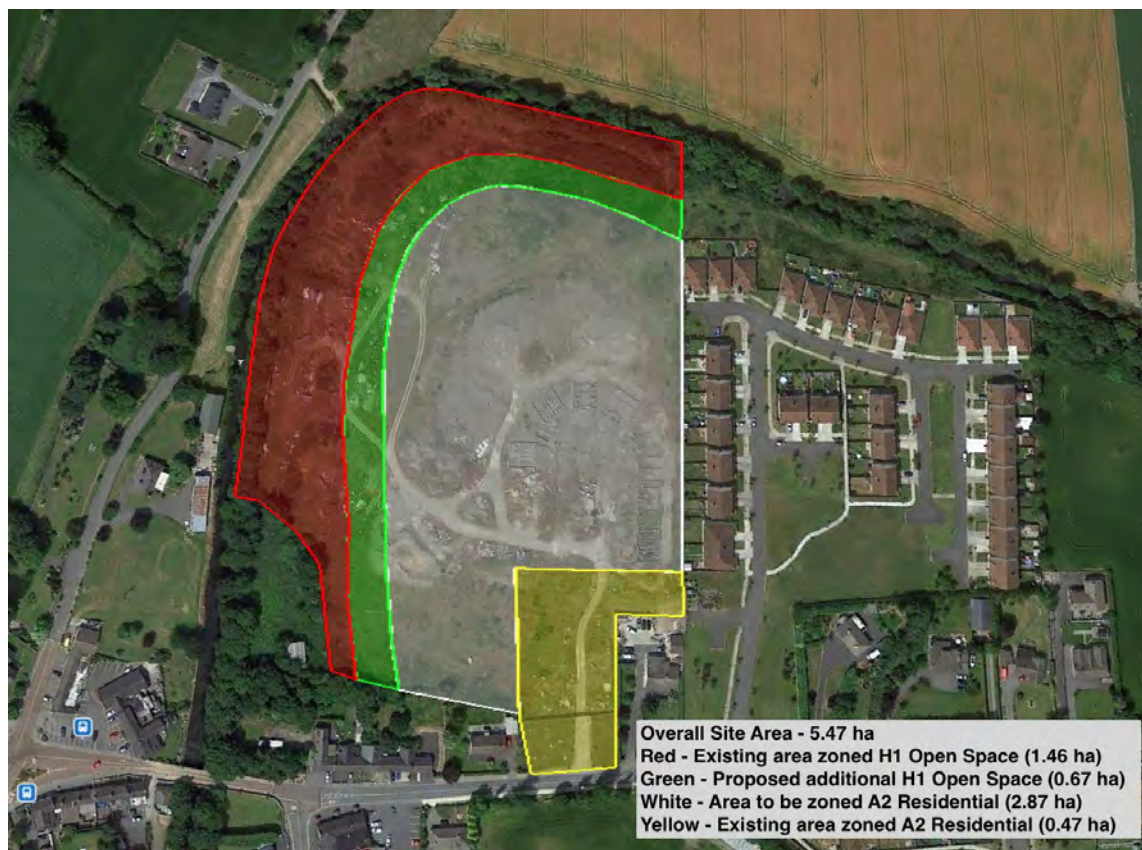 Overall Site Area - 5.47 ha
Red - Existing area zoned H1 Open Space (1.46 ha)
Green - Proposed additional H1 Open Space (0.67 ha)
White - Area to be zoned A2 Residential (2.87 ha)
Yellow - Existing area zoned A2 Residential (0.47 ha)